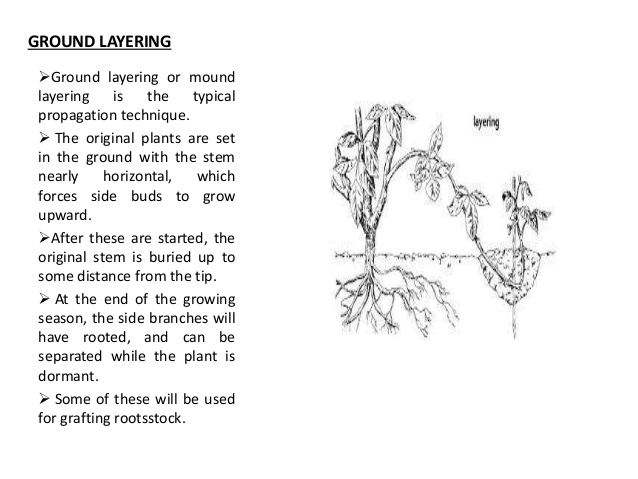 GROUND LAYERING
➢Ground layering or mound
layering is the typical
propagation technique.
➢ The original plants are set
in the ground with the stem
nearly horizontal, which
forces side buds to grow
upward.
➢After these are started, the
original stem is buried up to
some distance from the tip.
➢ At the end of the growing
season, the side branches will
have rooted, and can be
separated while the plant is
dormant.
➢ Some of these will be used
for grafting rootsstock.
layering